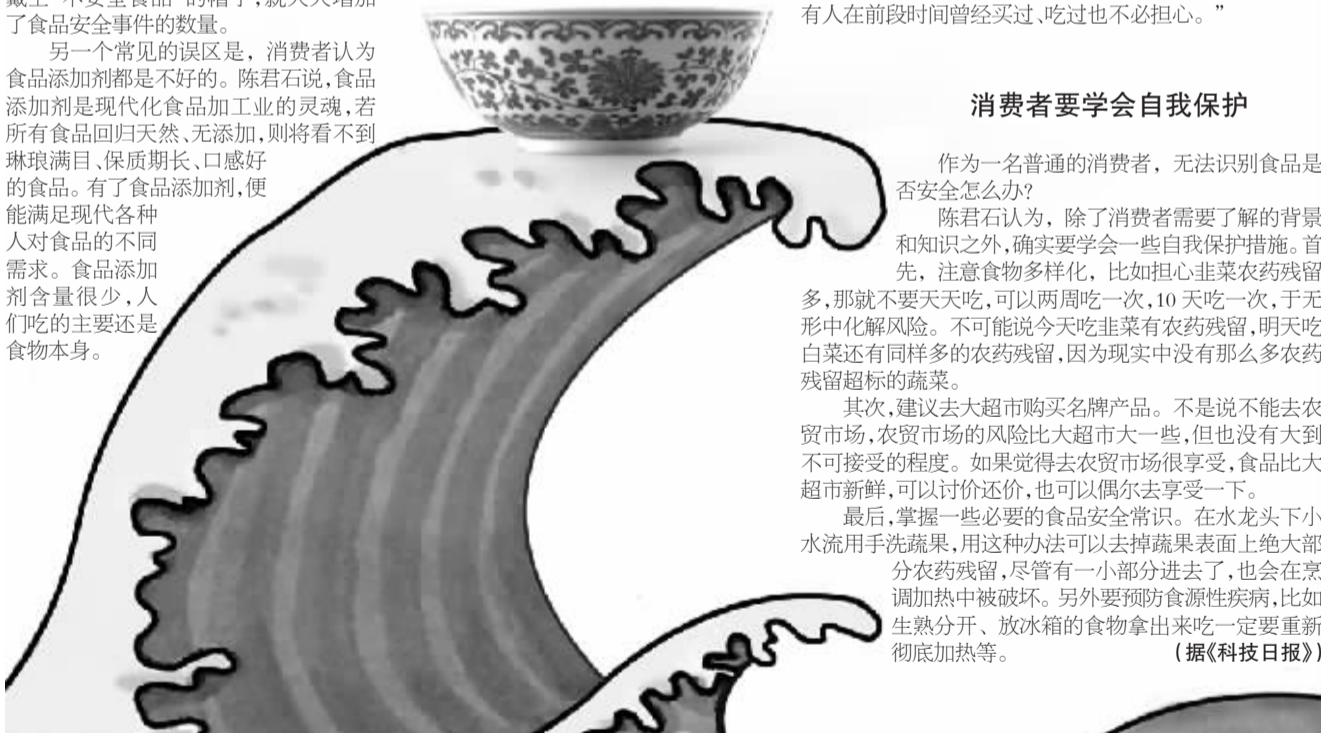 了食品安全事件的数量。
另一个常见的误区是，消费者认为
食品添加剂都是不好的。陈君石说，食品
添加剂是现代化食品加工业的灵魂，若
所有食品回归天然、无添加，则将看不到
琳琅满目、保质期长、口感好
的食品。有了食品添加剂，便
能满足现代各种
人对食品的不同
需求。食品添加
剂含量很少，人
们吃的主要还是
食物本身。
有人在前段时间曾经买过、吃过也不必担心。”
消费者要学会自我保护
作为一名普通的消费者，无法识别食品是
否安全怎么办？
陈君石认为，除了消费者需要了解的背景
和知识之外，确实要学会一些自我保护措施。首
先，注意食物多样化，比如担心韭菜农药残留
多，那就不要天天吃，可以两周吃一次，10天吃一次，于无
形中化解风险。不可能说今天吃韭菜有农药残留，明天吃
白菜还有同样多的农药残留，因为现实中没有那么多农药
残留超标的蔬菜。
其次，建议去大超市购买名牌产品。不是说不能去农
贸市场，农贸市场的风险比大超市大一些，但也没有大到
不可接受的程度。如果觉得去农贸市场很享受，食品比大
超市新鲜，可以讨价还价，也可以偶尔去享受一下。
最后，掌握一些必要的食品安全常识。在水龙头下小
水流用手洗蔬果，用这种办法可以去掉蔬果表面上绝大部
分农药残留，尽管有一小部分进去了，也会在烹
调加热中被破坏。另外要预防食源性疾病，比如
生熟分开、放冰箱的食物拿出来吃一定要重新
彻底加热等。
（据《科技日报》）